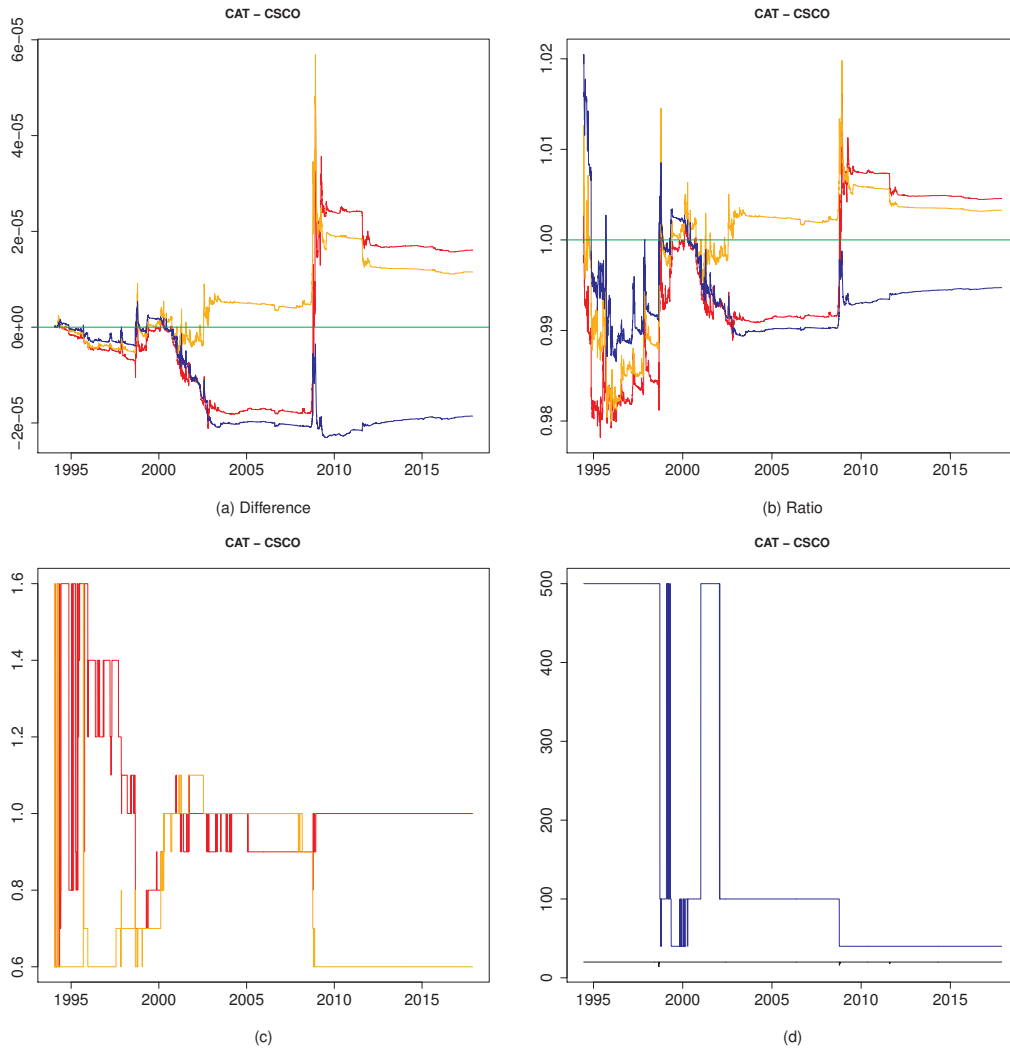 CAT − CSCO
6e−05
4e−05
2e−05
0e+00
−2e−05
1995 2000 2005 2010 2015
(a) Difference
CAT − CSCO
1.02
1.01
1.00
0.99
0.98
1995 2000 2005 2010 2015
(b) Ratio
CAT − CSCO
1.6
1.4
1.2
1.0
0.8
0.6
1995 2000 2005 2010 2015
(c)
CAT − CSCO
500
400
300
200
100
0
1995 2000 2005 2010 2015
(d)